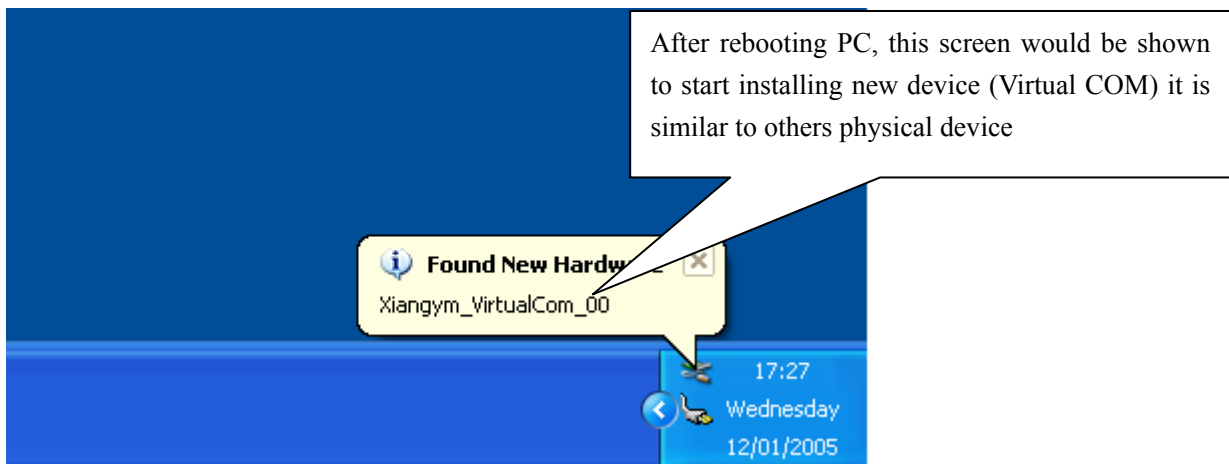 After rebooting PC, this screen would be shown
to start installing new device (Virtual COM) it is
similar to others physical device
Found New Hardware
Xiangym_VirtualCom_00
17:27
Wednesday
12/01/2005